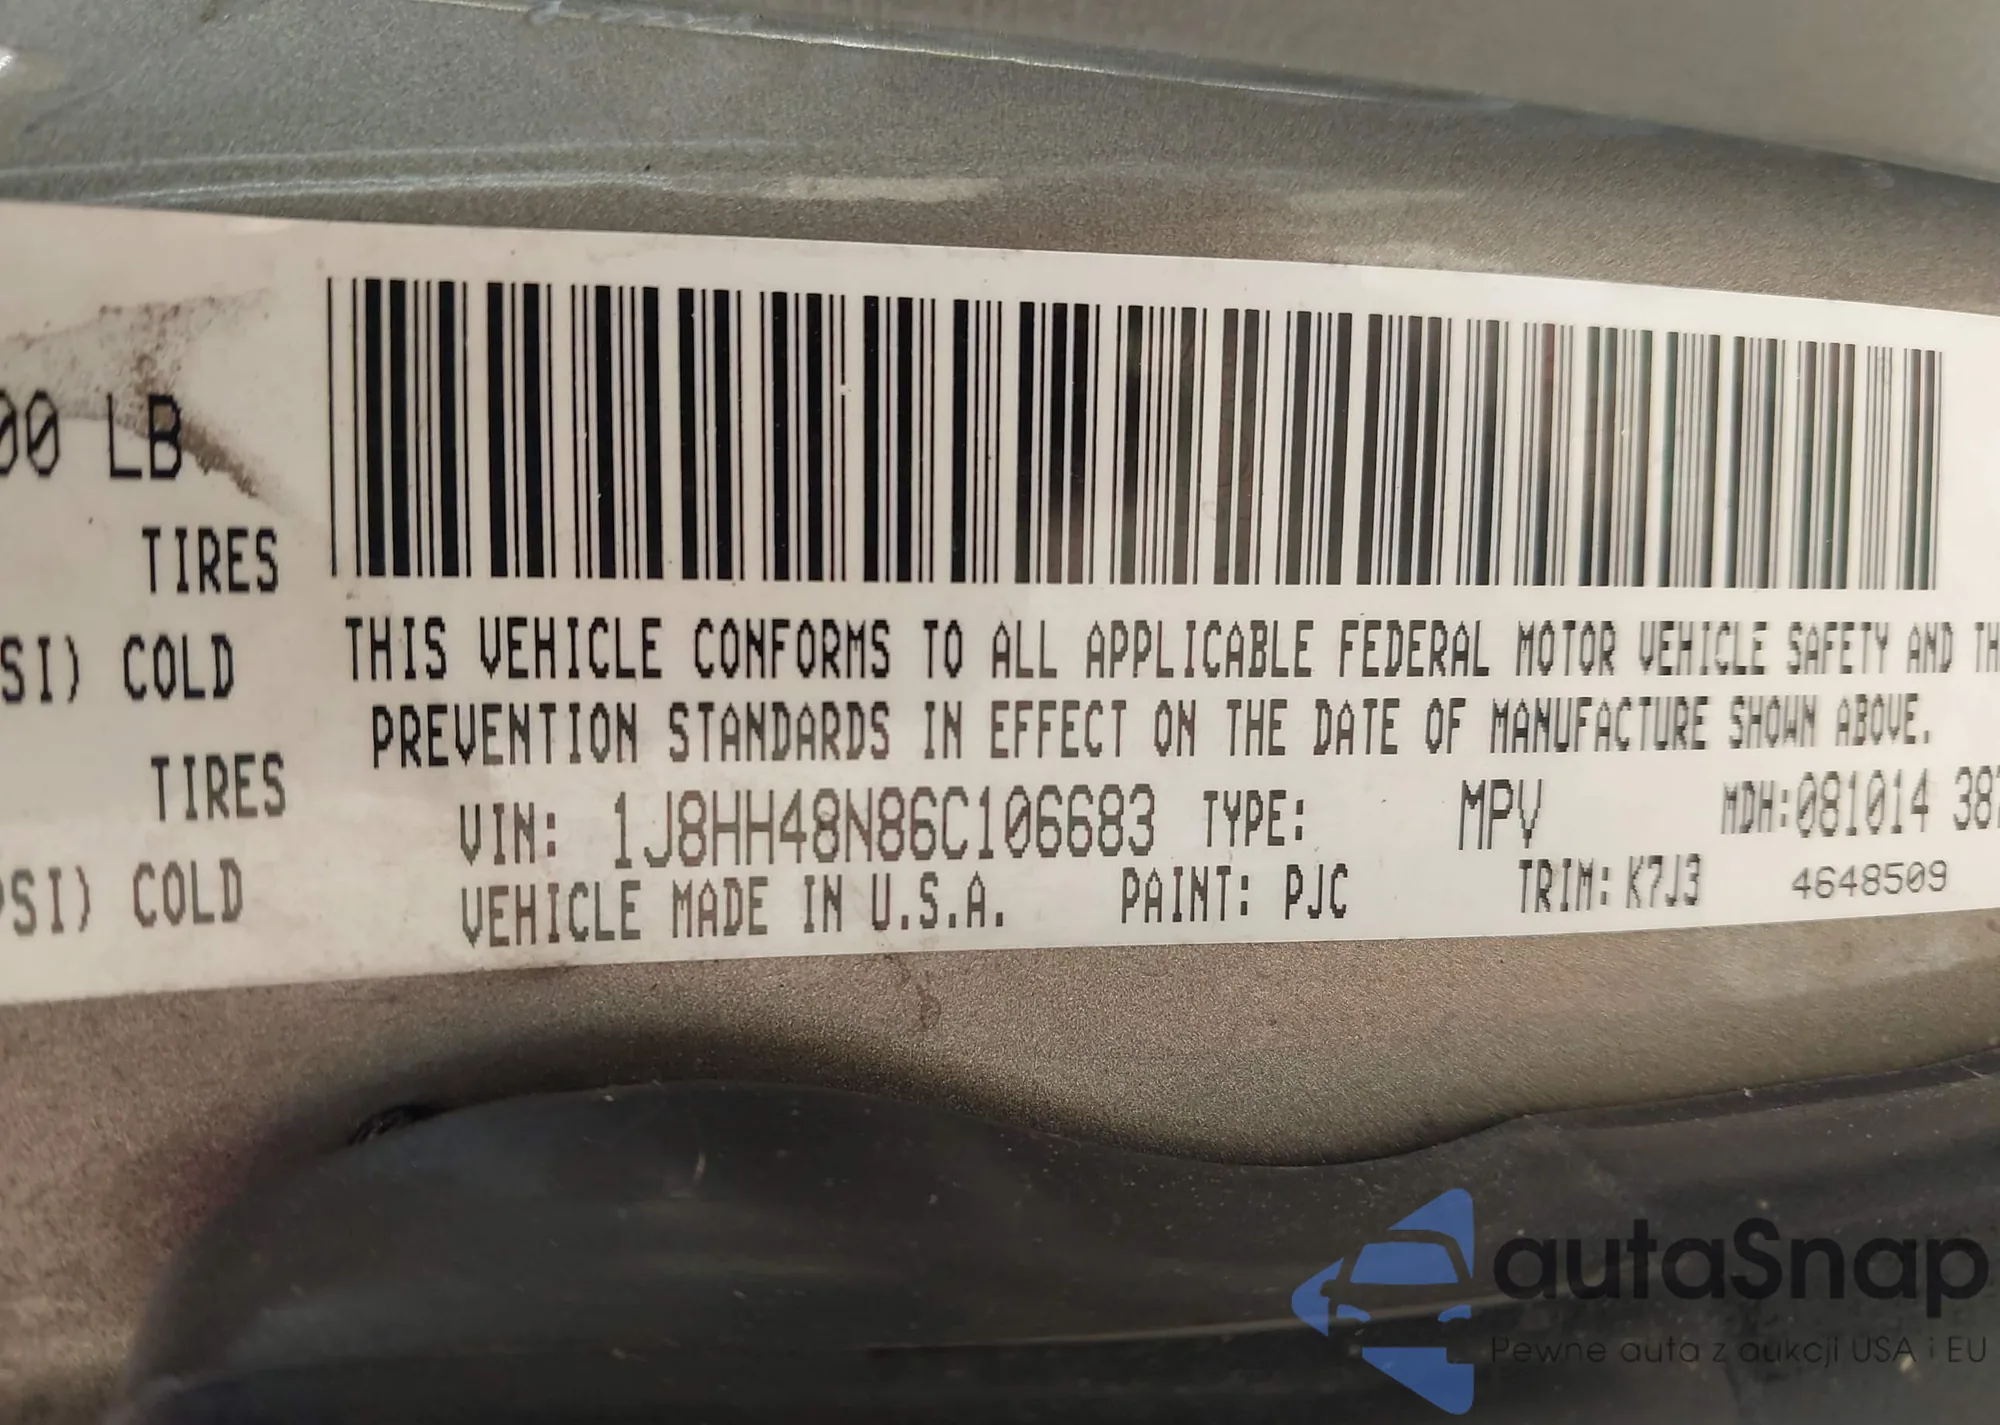 00 LB
TIRES
SI) COLD
TIRES
PSI) COLD
THIS VEHICLE CONFORMS TO ALL APPLICABLE FEDERAL MOTOR VEHICLE SAFETY AND TH
PREVENTION STANDARDS IN EFFECT ON THE DATE OF MANUFACTURE SHOWN ABOVE.
VIN: 1J8HH48N86C106683 TYPE: MPV MDH:081014 387
VEHICLE MADE IN U.S.A. PAINT: PJC TRIM: K7J3 4648509
autaSnap
Pewne auta z aukcji USA i EU